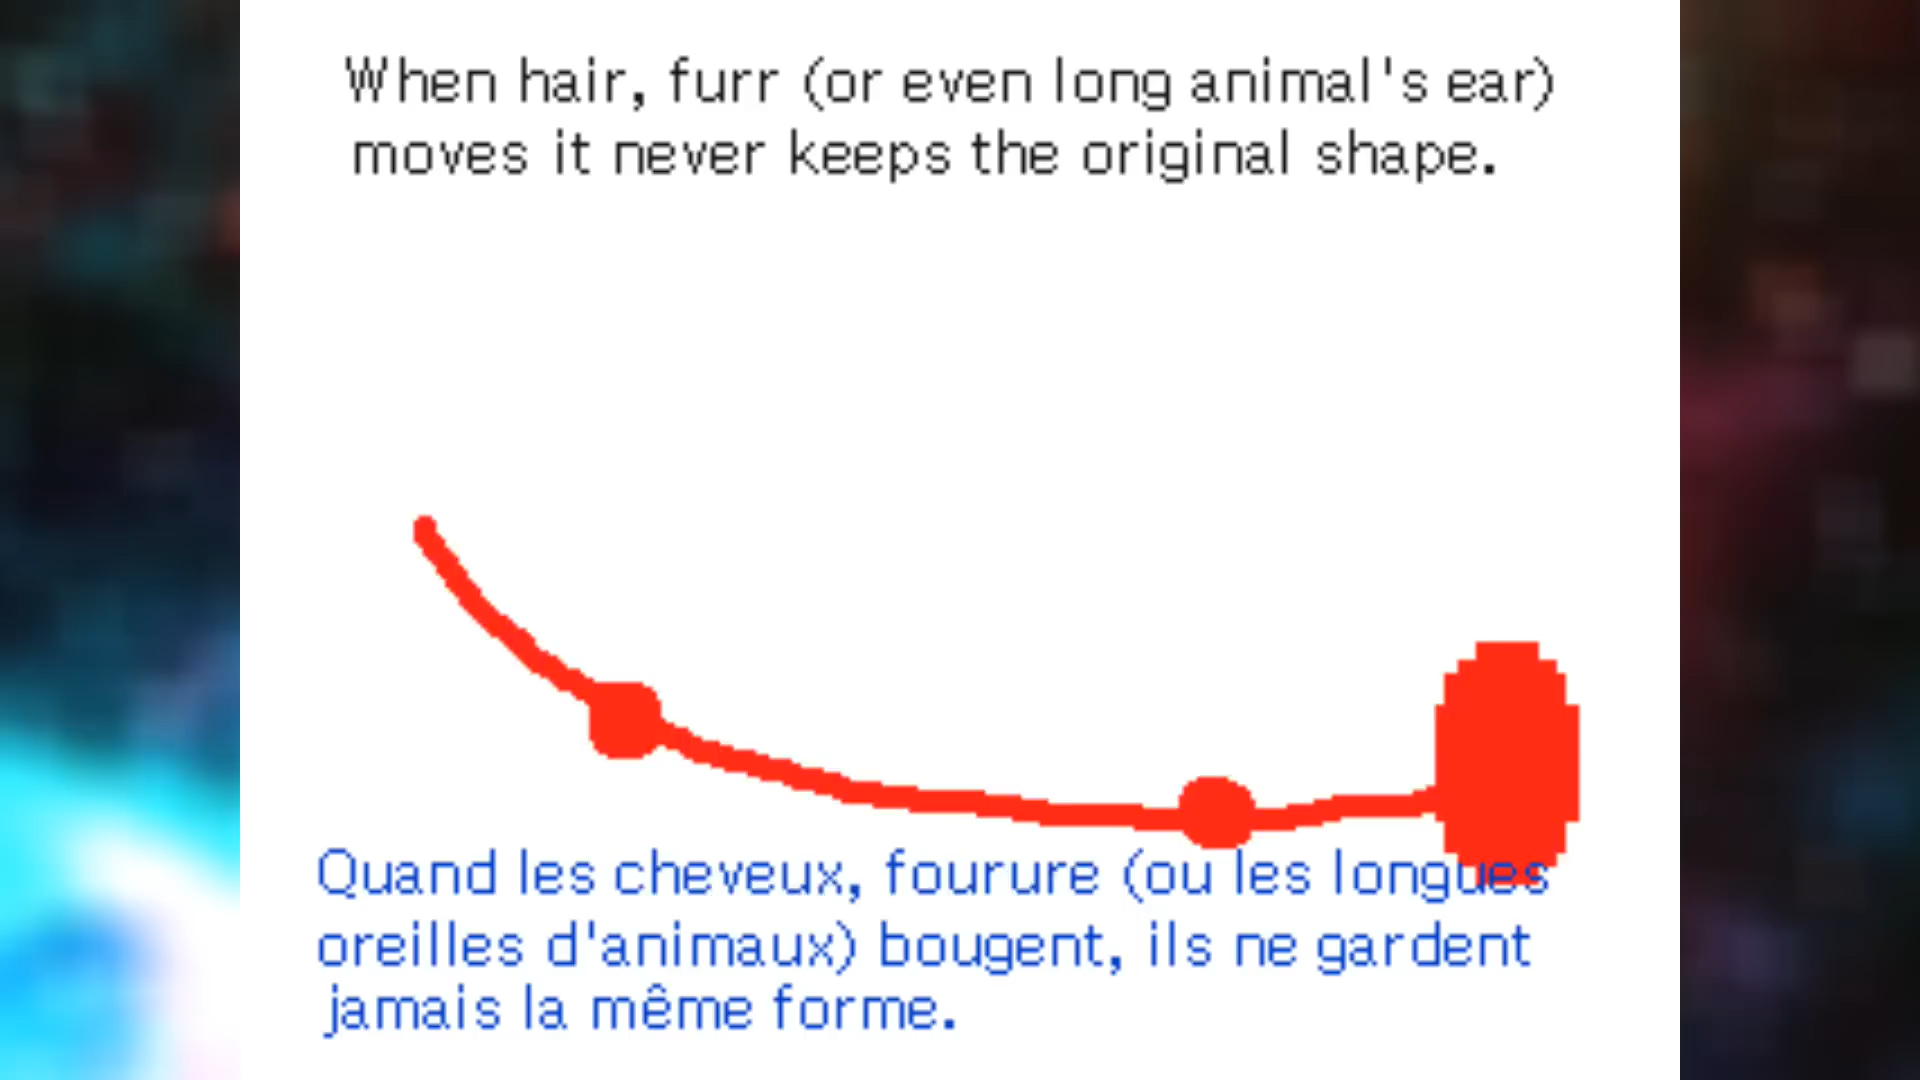 When hair, furr (or even long animal's ear)
moves it never keeps the original shape.
Quand les cheveux, fourure (ou les longues
oreilles d'animaux) bougent, ils ne gardent
jamais la même forme.